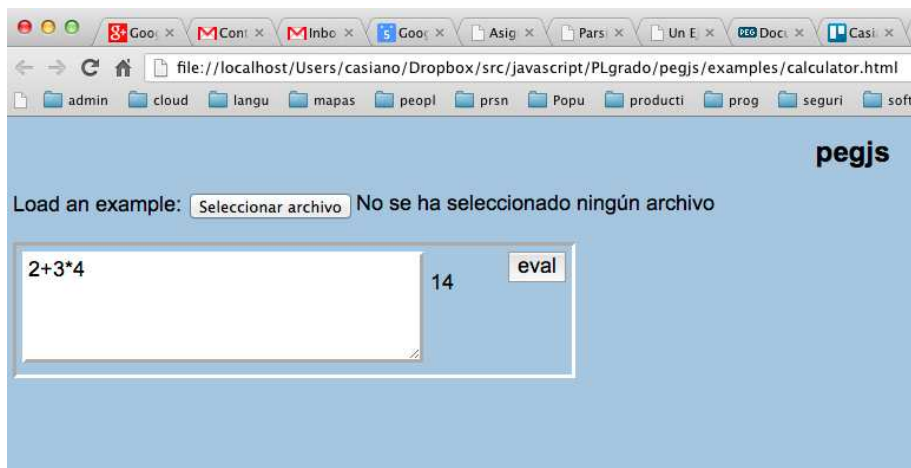 Goo Cont Inbo Goo Asig Pars Un E Docu Casi
file://localhost/Users/casiano/Dropbox/src/javascript/PLgrado/pegjs/examples/calculator.html
admin cloud langu mapas peopl prsn Popu producti prog seguri soft
pegjs
Load an example: Seleccionar archivo No se ha seleccionado ningún archivo
2+3*4 14 eval